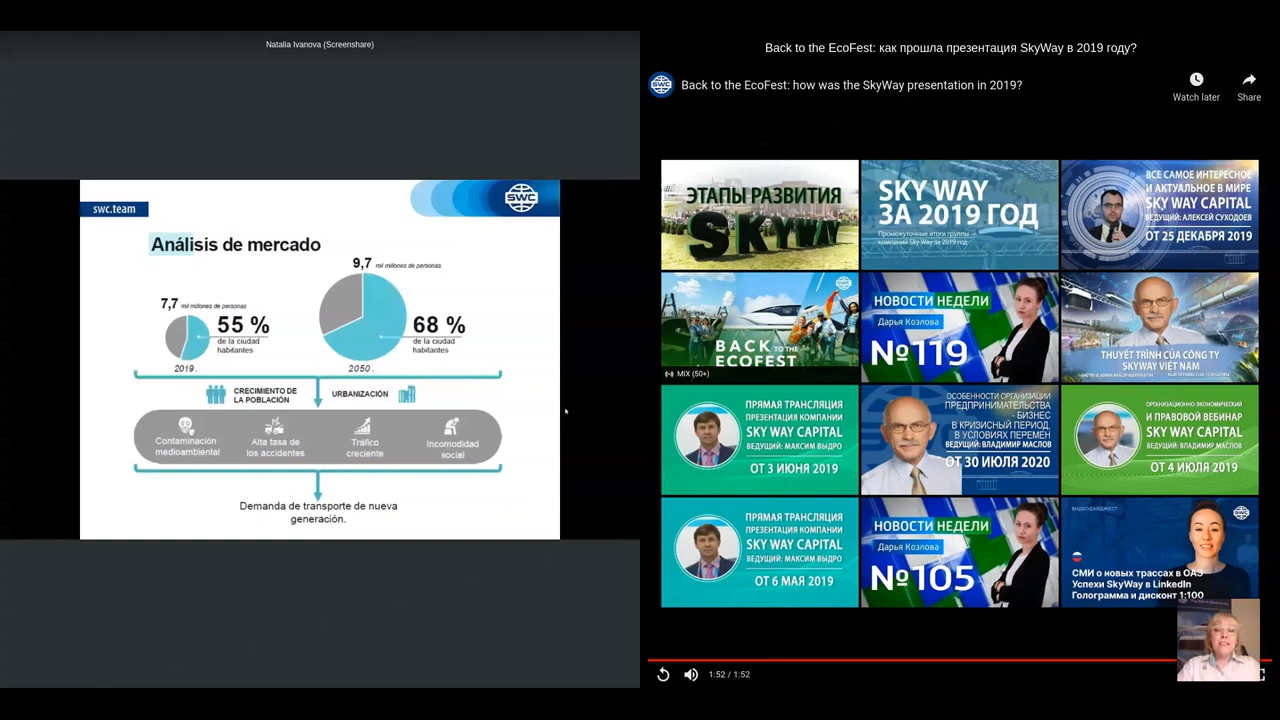 Natalia Ivanova (Screenshare)
swc.team
SWC
Análisis de mercado
9,7 mil millones de personas
7,7 mil millones de personas
55 %
de la ciudad
habitantes
68 %
de la ciudad
habitantes
2019.
2050.
CRECIMIENTO DE
LA POBLACIÓN
URBANIZACIÓN
Contaminación
medioambiental
Alta tasa de
los accidentes
Tráfico
creciente
Incomodidad
social
Demanda de transporte de nueva
generación.
Back to the EcoFest: как прошла презентация SkyWay в 2019 году?
SWC
Back to the EcoFest: how was the SkyWay presentation in 2019?
Watch later
Share
ЭТАПЫ РАЗВИТИЯ
SKYWAY
SKY WAY
ЗА 2019 ГОД
Промежуточные итоги группы
компаний Sky Way за 2019 год
ВСЕ САМОЕ ИНТЕРЕСНОЕ
И АКТУАЛЬНОЕ В МИРЕ
SKY WAY CAPITAL
ВЕДУЩИЙ: АЛЕКСЕЙ СУХОДОЕВ
ОТ 25 ДЕКАБРЯ 2019
BACK TO THE
ECOFEST
MIX (50+)
НОВОСТИ НЕДЕЛИ
Дарья Козлова
№119
THUYẾT TRÌNH CỦA CÔNG TY
SKYWAY VIỆT NAM
ПРЯМАЯ ТРАНСЛЯЦИЯ
ПРЕЗЕНТАЦИЯ КОМПАНИИ
SKY WAY CAPITAL
ВЕДУЩИЙ: МАКСИМ ВЫДРО
ОТ 3 ИЮНЯ 2019
ОСОБЕННОСТИ ОРГАНИЗАЦИИ
ПРЕДПРИНИМАТЕЛЬСТВА
- БИЗНЕС
В КРИЗИСНЫЙ ПЕРИОД,
В УСЛОВИЯХ ПЕРЕМЕН
ВЕДУЩИЙ: ВЛАДИМИР МАСЛОВ
ОТ 30 ИЮЛЯ 2020
ОРГАНИЗАЦИОННО-ЭКОНОМИЧЕСКИЙ
И ПРАВОВОЙ ВЕБИНАР
SKY WAY CAPITAL
ВЕДУЩИЙ: ВЛАДИМИР МАСЛОВ
ОТ 4 ИЮЛЯ 2019
ПРЯМАЯ ТРАНСЛЯЦИЯ
ПРЕЗЕНТАЦИЯ КОМПАНИИ
SKY WAY CAPITAL
ВЕДУЩИЙ: МАКСИМ ВЫДРО
ОТ 6 МАЯ 2019
НОВОСТИ НЕДЕЛИ
Дарья Козлова
№105
ВИДЕОДАЙДЖЕСТ
СМИ о новых трассах в ОАЭ
Успехи SkyWay в LinkedIn
Голограмма и дисконт 1:100
1:52 / 1:52